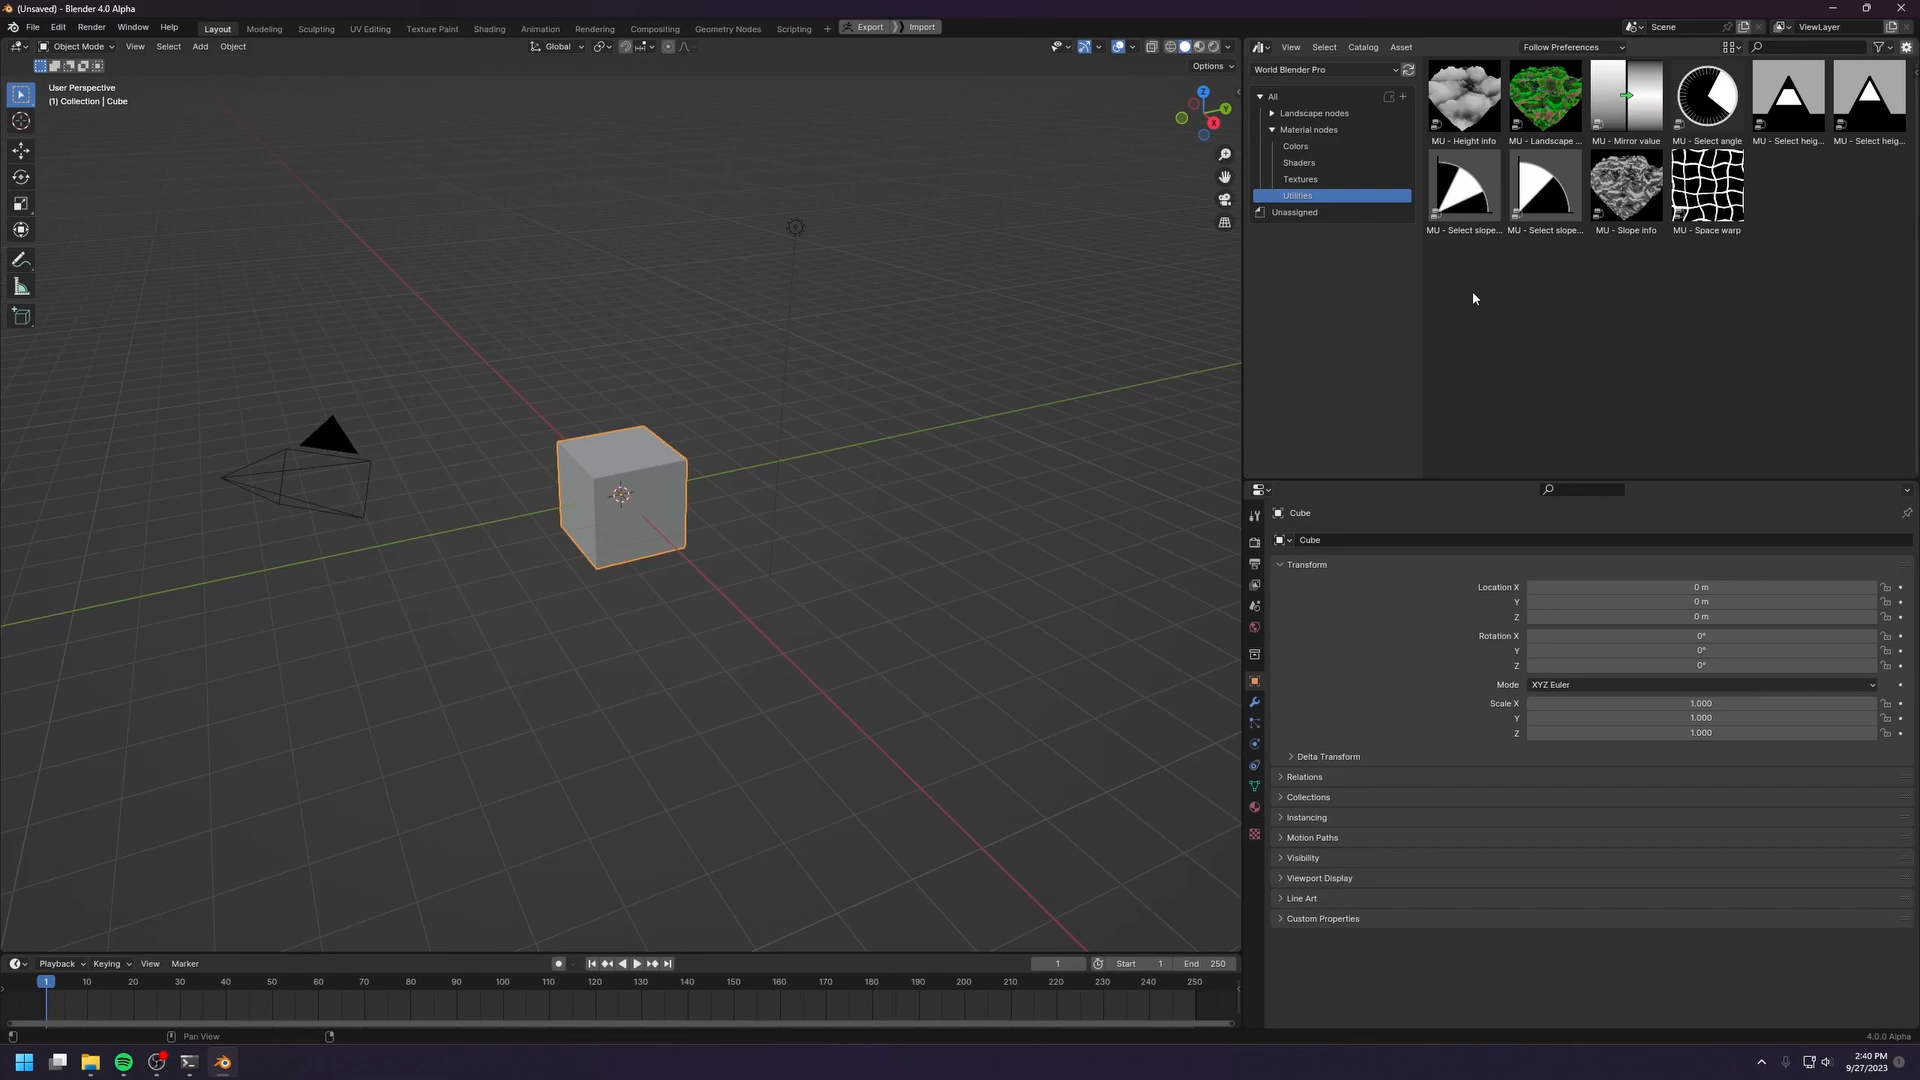 (Unsaved) - Blender 4.0 Alpha
File Edit Render Window Help Layout Modeling Sculpting UV Editing Texture Paint Shading Animation Rendering Compositing Geometry Nodes Scripting + Export Import Scene ViewLayer
Object Mode View Select Add Object Global
View Select Catalog Asset Follow Preferences
Options
World Blender Pro
User Perspective
(1) Collection | Cube
Z
Y
X
All
Landscape nodes
Material nodes
Colors
Shaders
Textures
Utilities
Unassigned
MU - Height info MU - Landscape ... MU - Mirror value MU - Select angle MU - Select heig... MU - Select heig...
MU - Select slope... MU - Select slope... MU - Slope info MU - Space warp
Cube
Cube
Transform
Location X 0 m
Y 0 m
Z 0 m
Rotation X 0°
Y 0°
Z 0°
Mode XYZ Euler
Scale X 1.000
Y 1.000
Z 1.000
Delta Transform
Relations
Collections
Instancing
Motion Paths
Visibility
Viewport Display
Line Art
Custom Properties
Playback Keying View Marker 1 Start 1 End 250
1 10 20 30 40 50 60 70 80 90 100 110 120 130 140 150 160 170 180 190 200 210 220 230 240 250
Pan View
4.0.0 Alpha
2:40 PM
9/27/2023
1